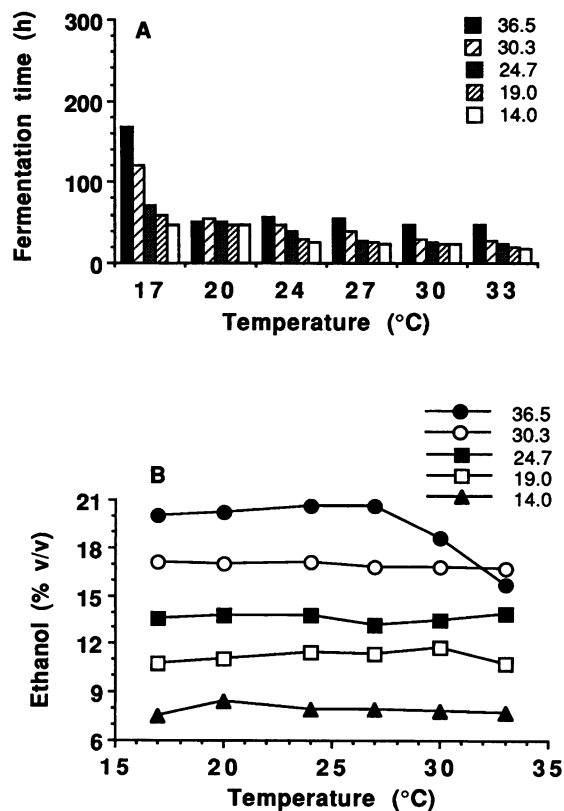 A
Fermentation time (h)
300
200
100
0
36.5
30.3
24.7
19.0
14.0
17 20 24 27 30 33
Temperature (°C)
B
36.5
30.3
24.7
19.0
14.0
Ethanol (% v/v)
21
18
15
12
9
6
15 20 25 30 35
Temperature (°C)